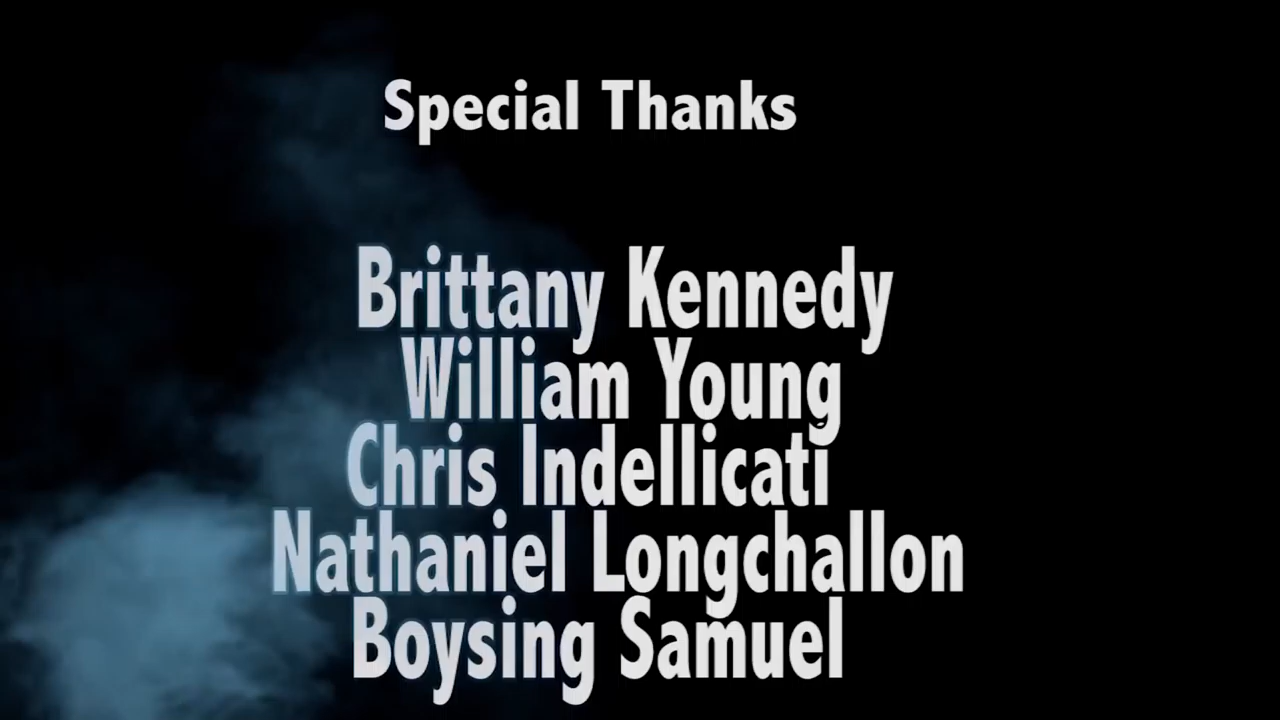 Special Thanks
Brittany Kennedy
William Young
Chris Indellicati
Nathaniel Longchallon
Boysing Samuel